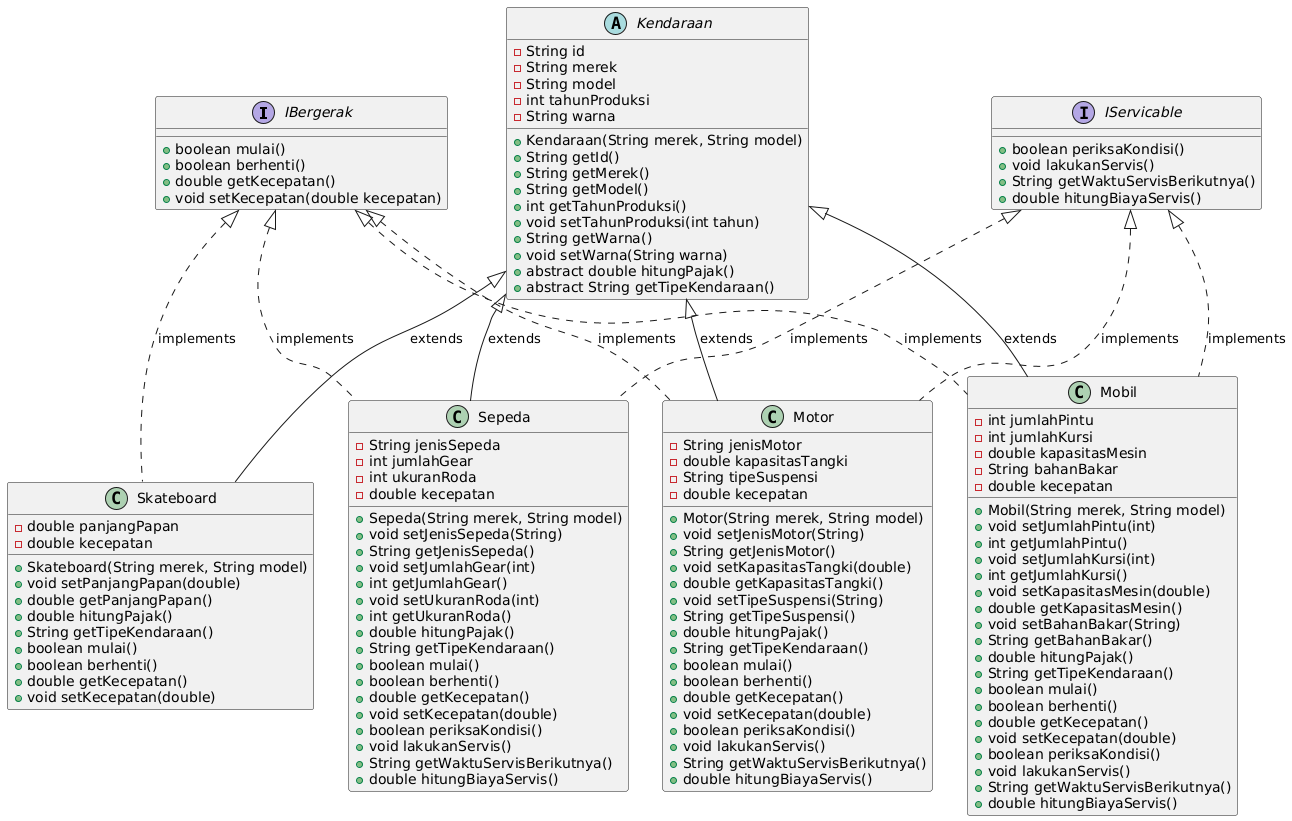 A Kendaraan
String id
String merek
String model
int tahunProduksi
String warna
Kendaraan(String merek, String model)
String getId()
String getMerek()
String getModel()
int getTahunProduksi()
void setTahunProduksi(int tahun)
String getWarna()
void setWarna(String warna)
abstract double hitungPajak()
abstract String getTipeKendaraan()
I IBergerak
boolean mulai()
boolean berhenti()
double getKecepatan()
void setKecepatan(double kecepatan)
I IServicable
boolean periksaKondisi()
void lakukanServis()
String getWaktuServisBerikutnya()
double hitungBiayaServis()
implements
implements
extends
extends
implements
extends
implements
implements
extends
implements
implements
C Skateboard
double panjangPapan
double kecepatan
Skateboard(String merek, String model)
void setPanjangPapan(double)
double getPanjangPapan()
double hitungPajak()
String getTipeKendaraan()
boolean mulai()
boolean berhenti()
double getKecepatan()
void setKecepatan(double)
C Sepeda
String jenisSepeda
int jumlahGear
int ukuranRoda
double kecepatan
Sepeda(String merek, String model)
void setJenisSepeda(String)
String getJenisSepeda()
void setJumlahGear(int)
int getJumlahGear()
void setUkuranRoda(int)
int getUkuranRoda()
double hitungPajak()
String getTipeKendaraan()
boolean mulai()
boolean berhenti()
double getKecepatan()
void setKecepatan(double)
boolean periksaKondisi()
void lakukanServis()
String getWaktuServisBerikutnya()
double hitungBiayaServis()
C Motor
String jenisMotor
double kapasitasTangki
String tipeSuspensi
double kecepatan
Motor(String merek, String model)
void setJenisMotor(String)
String getJenisMotor()
void setKapasitasTangki(double)
double getKapasitasTangki()
void setTipeSuspensi(String)
String getTipeSuspensi()
double hitungPajak()
String getTipeKendaraan()
boolean mulai()
boolean berhenti()
double getKecepatan()
void setKecepatan(double)
boolean periksaKondisi()
void lakukanServis()
String getWaktuServisBerikutnya()
double hitungBiayaServis()
C Mobil
int jumlahPintu
int jumlahKursi
double kapasitasMesin
String bahanBakar
double kecepatan
Mobil(String merek, String model)
void setJumlahPintu(int)
int getJumlahPintu()
void setJumlahKursi(int)
int getJumlahKursi()
void setKapasitasMesin(double)
double getKapasitasMesin()
void setBahanBakar(String)
String getBahanBakar()
double hitungPajak()
String getTipeKendaraan()
boolean mulai()
boolean berhenti()
double getKecepatan()
void setKecepatan(double)
boolean periksaKondisi()
void lakukanServis()
String getWaktuServisBerikutnya()
double hitungBiayaServis()